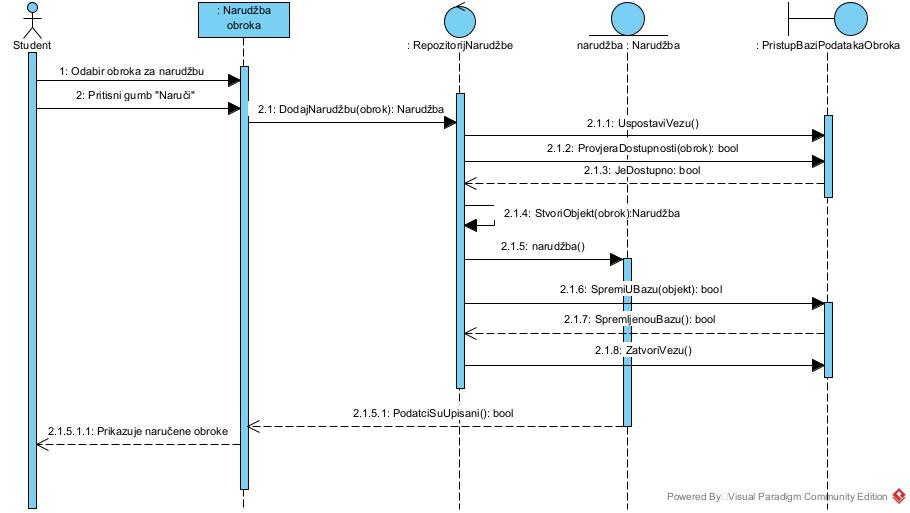 : Narudžba
obroka
Student
: RepozitorijNarudžbe
narudžba : Narudžba
: PristupBaziPodatakaObroka
1: Odabir obroka za narudžbu
2: Pritisni gumb "Naruči"
2.1: DodajNarudžbu(obrok): Narudžba
2.1.1: UspostaviVezu()
2.1.2: ProvjeraDostupnosti(obrok): bool
2.1.3: JeDostupno: bool
2.1.4: StvoriObjekt(obrok):Narudžba
2.1.5: narudžba()
2.1.6: SpremiUBazu(objekt): bool
2.1.7: SpremljenouBazu(): bool
2.1.8: ZatvoriVezu()
2.1.5.1: PodatciSuUpisani(): bool
2.1.5.1.1: Prikazuje naručene obroke
Powered By Visual Paradigm Community Edition